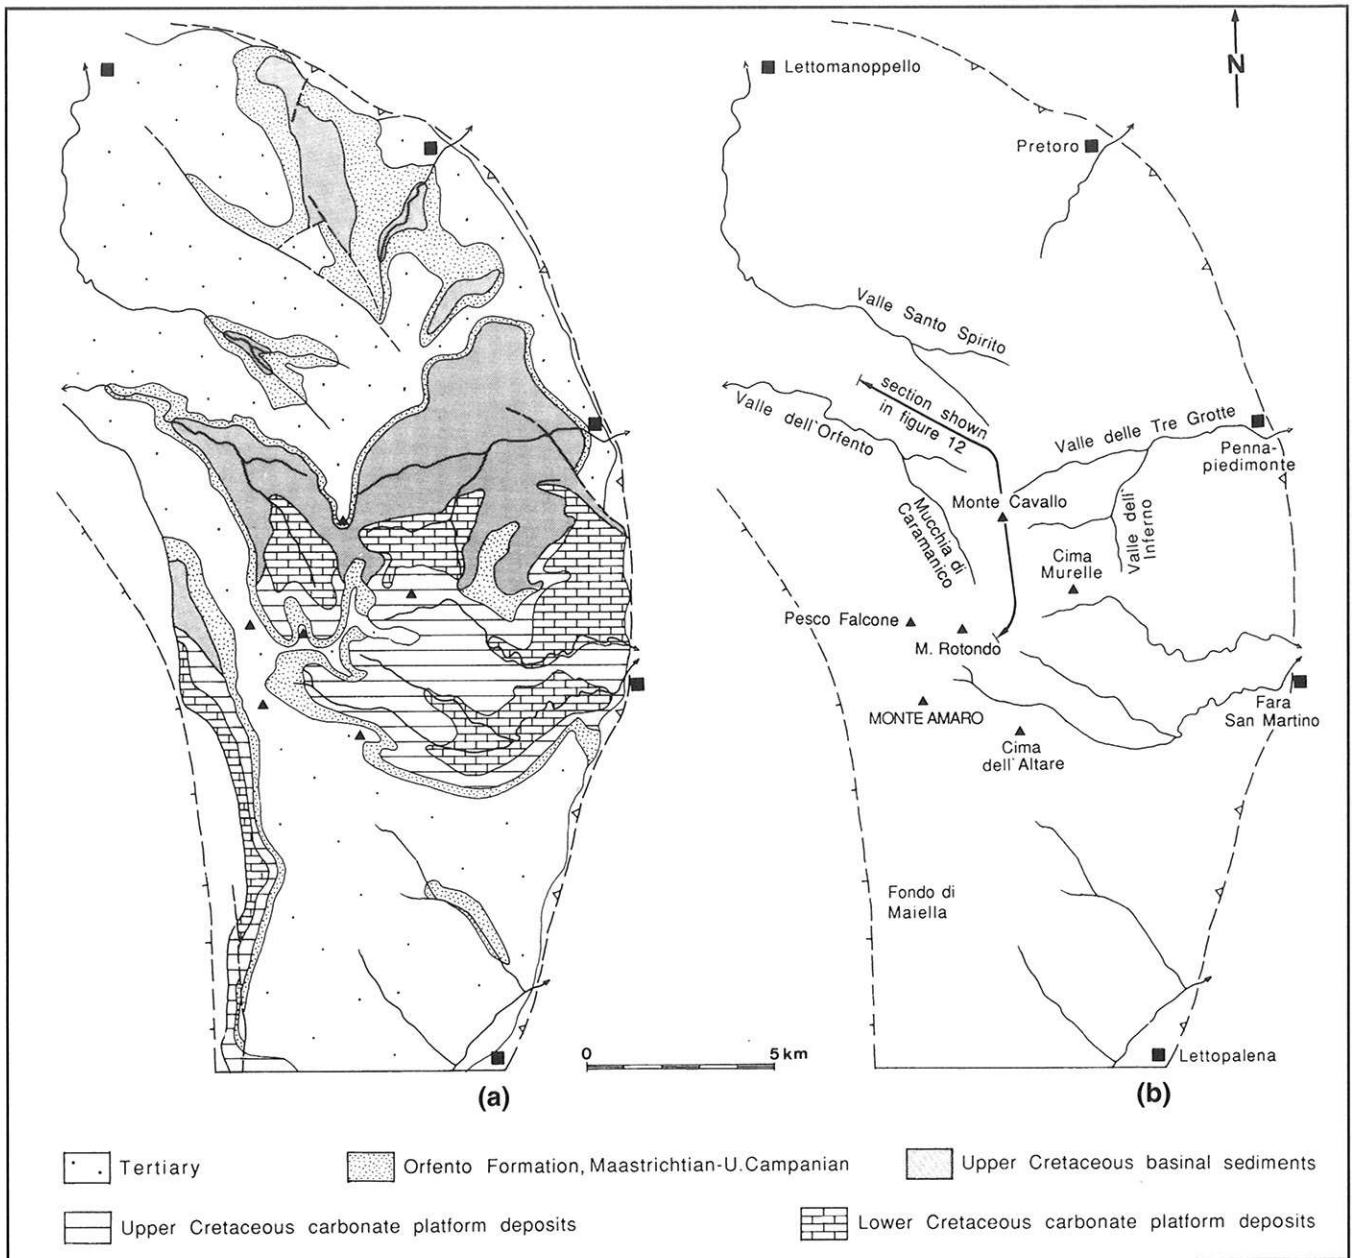 Lettomanoppello
N
Pretoro
Valle Santo Spirito
section shown
in figure 12
Valle dell'Orfento
Valle delle Tre Grotte
Penna-
piedimonte
Monte Cavallo
Mucchia di
Caramanico
Valle dell'
Inferno
Cima
Murelle
Pesco Falcone
M. Rotondo
MONTE AMARO
Cima
dell'Altare
Fara
San Martino
Fondo di
Maiella
Lettopalena
0 5 km
(a)
(b)
Tertiary
Orfento Formation, Maastrichtian-U.Campanian
Upper Cretaceous basinal sediments
Upper Cretaceous carbonate platform deposits
Lower Cretaceous carbonate platform deposits